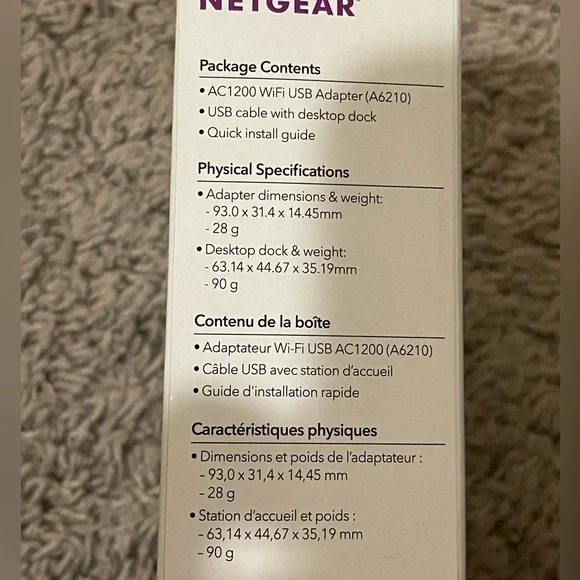 NETGEAR®
Package Contents
• AC1200 WiFi USB Adapter (A6210)
• USB cable with desktop dock
• Quick install guide
Physical Specifications
• Adapter dimensions & weight:
- 93.0 x 31.4 x 14.45mm
- 28 g
• Desktop dock & weight:
- 63.14 x 44.67 x 35.19mm
- 90 g
Contenu de la boîte
• Adaptateur Wi-Fi USB AC1200 (A6210)
• Câble USB avec station d'accueil
• Guide d'installation rapide
Caractéristiques physiques
• Dimensions et poids de l'adaptateur :
– 93,0 x 31,4 x 14,45 mm
– 28 g
• Station d'accueil et poids :
– 63,14 x 44,67 x 35,19 mm
– 90 g